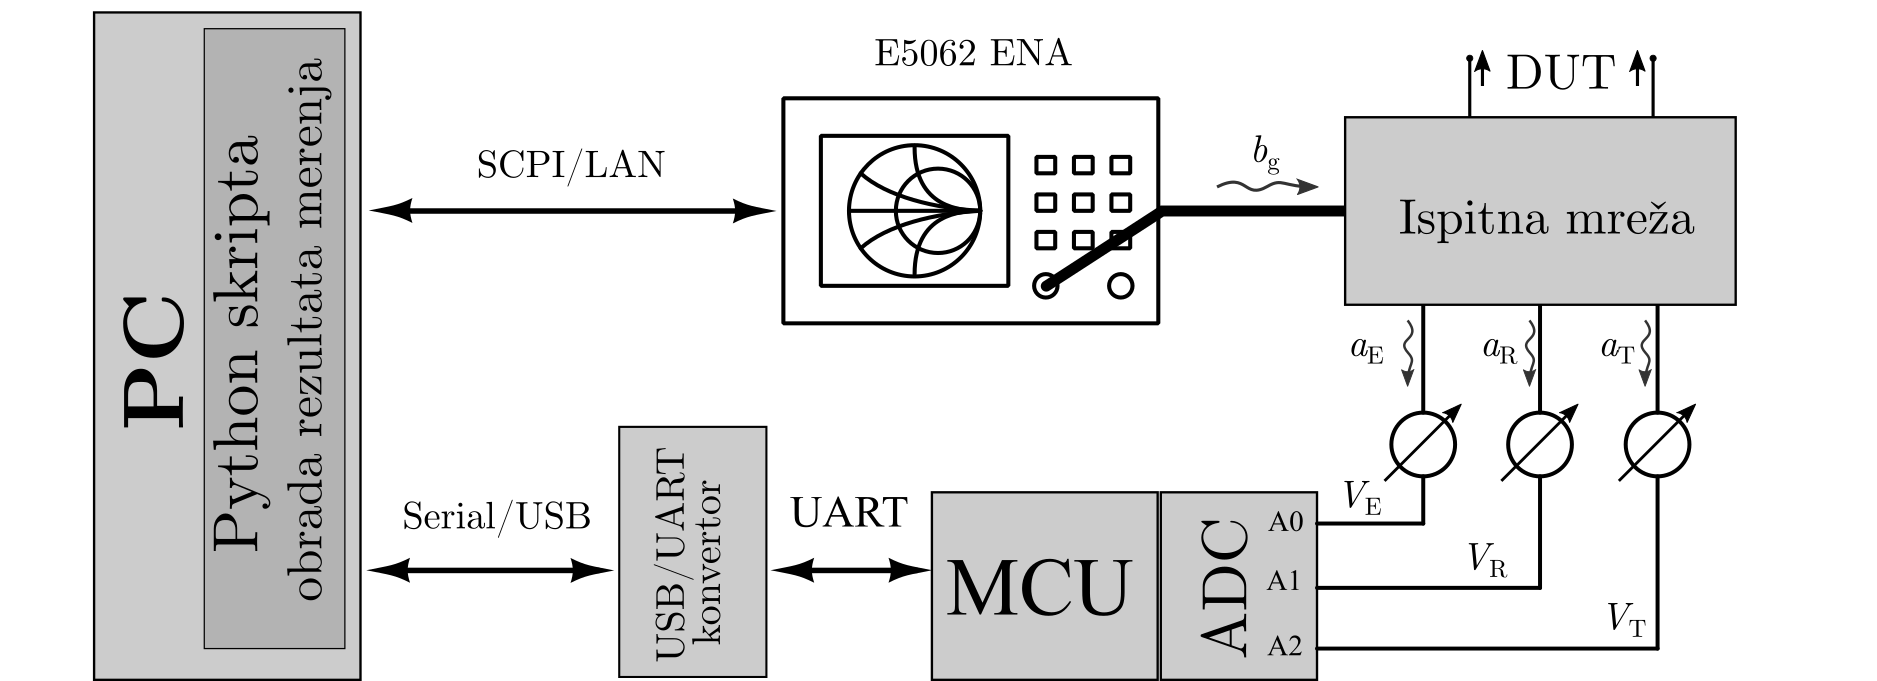 PC
Python skripta
obrada rezultata merenja
SCPI/LAN
E5062 ENA
b_g
DUT
Ispitna mreža
a_E
a_R
a_T
Serial/USB
USB/UART
konvertor
UART
MCU
ADC
A0
A1
A2
V_E
V_R
V_T